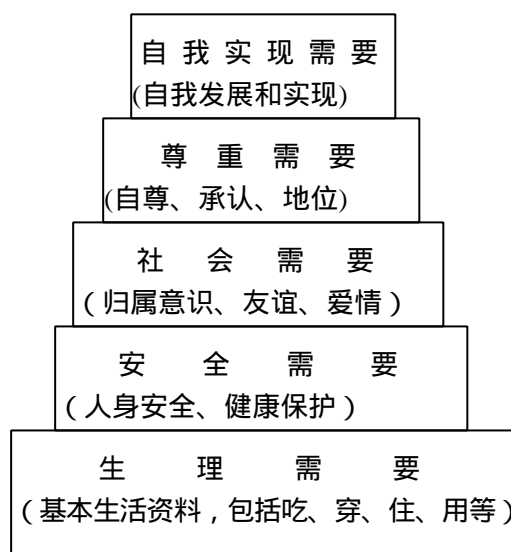 自我实现需要
(自我发展和实现)
尊重需要
(自尊、承认、地位)
社会需要
(归属意识、友谊、爱情)
安全需要
(人身安全、健康保护)
生理需要
(基本生活资料,包括吃、穿、住、用等)